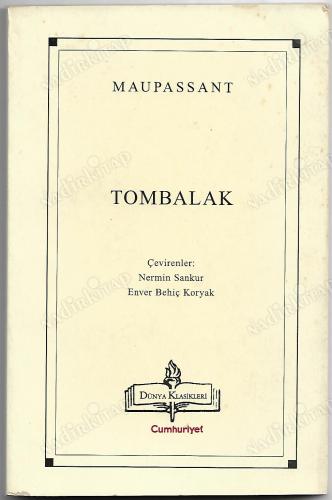 MAUPASSANT
TOMBALAK
Çevirenler:
Nermin Sankur
Enver Behiç Koryak
DÜNYA KLASİKLERİ
Cumhuriyet